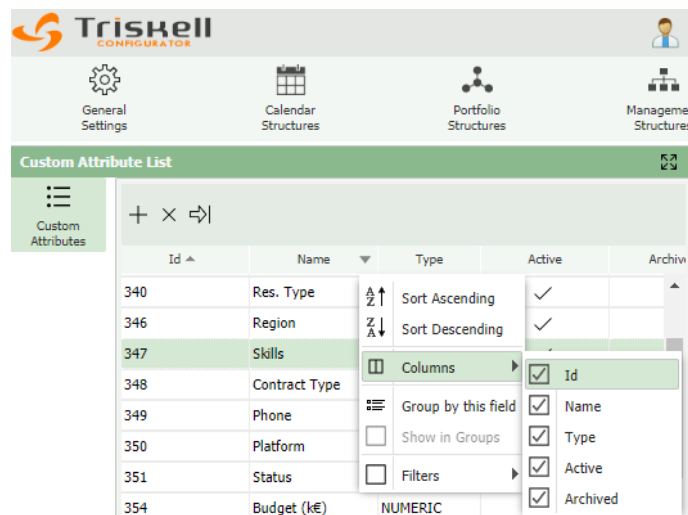 Triskell
CONFIGURATOR
General
Settings
Calendar
Structures
Portfolio
Structures
Manageme
Structures
Custom Attribute List
Custom
Attributes
Id Name Type Active Archiv
340 Res. Type
346 Region
347 Skills
348 Contract Type
349 Phone
350 Platform
351 Status
354 Budget (k€) NUMERIC
Sort Ascending
Sort Descending
Columns
Group by this field
Show in Groups
Filters
Id
Name
Type
Active
Archived